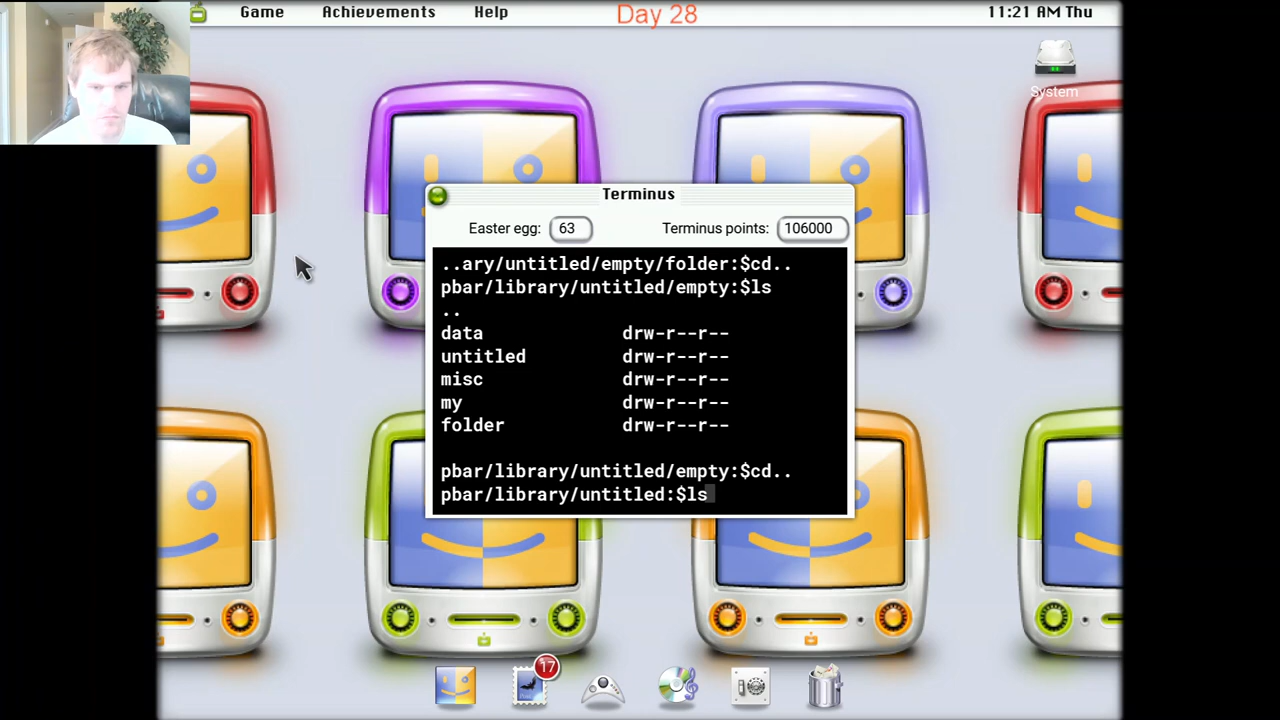 Game Achievements Help Day 28 11:21 AM Thu
System
Terminus
Easter egg: 63 Terminus points: 106000
..ary/untitled/empty/folder:$cd..
pbar/library/untitled/empty:$ls
..
data drw-r--r--
untitled drw-r--r--
misc drw-r--r--
my drw-r--r--
folder drw-r--r--
pbar/library/untitled/empty:$cd..
pbar/library/untitled:$ls
17